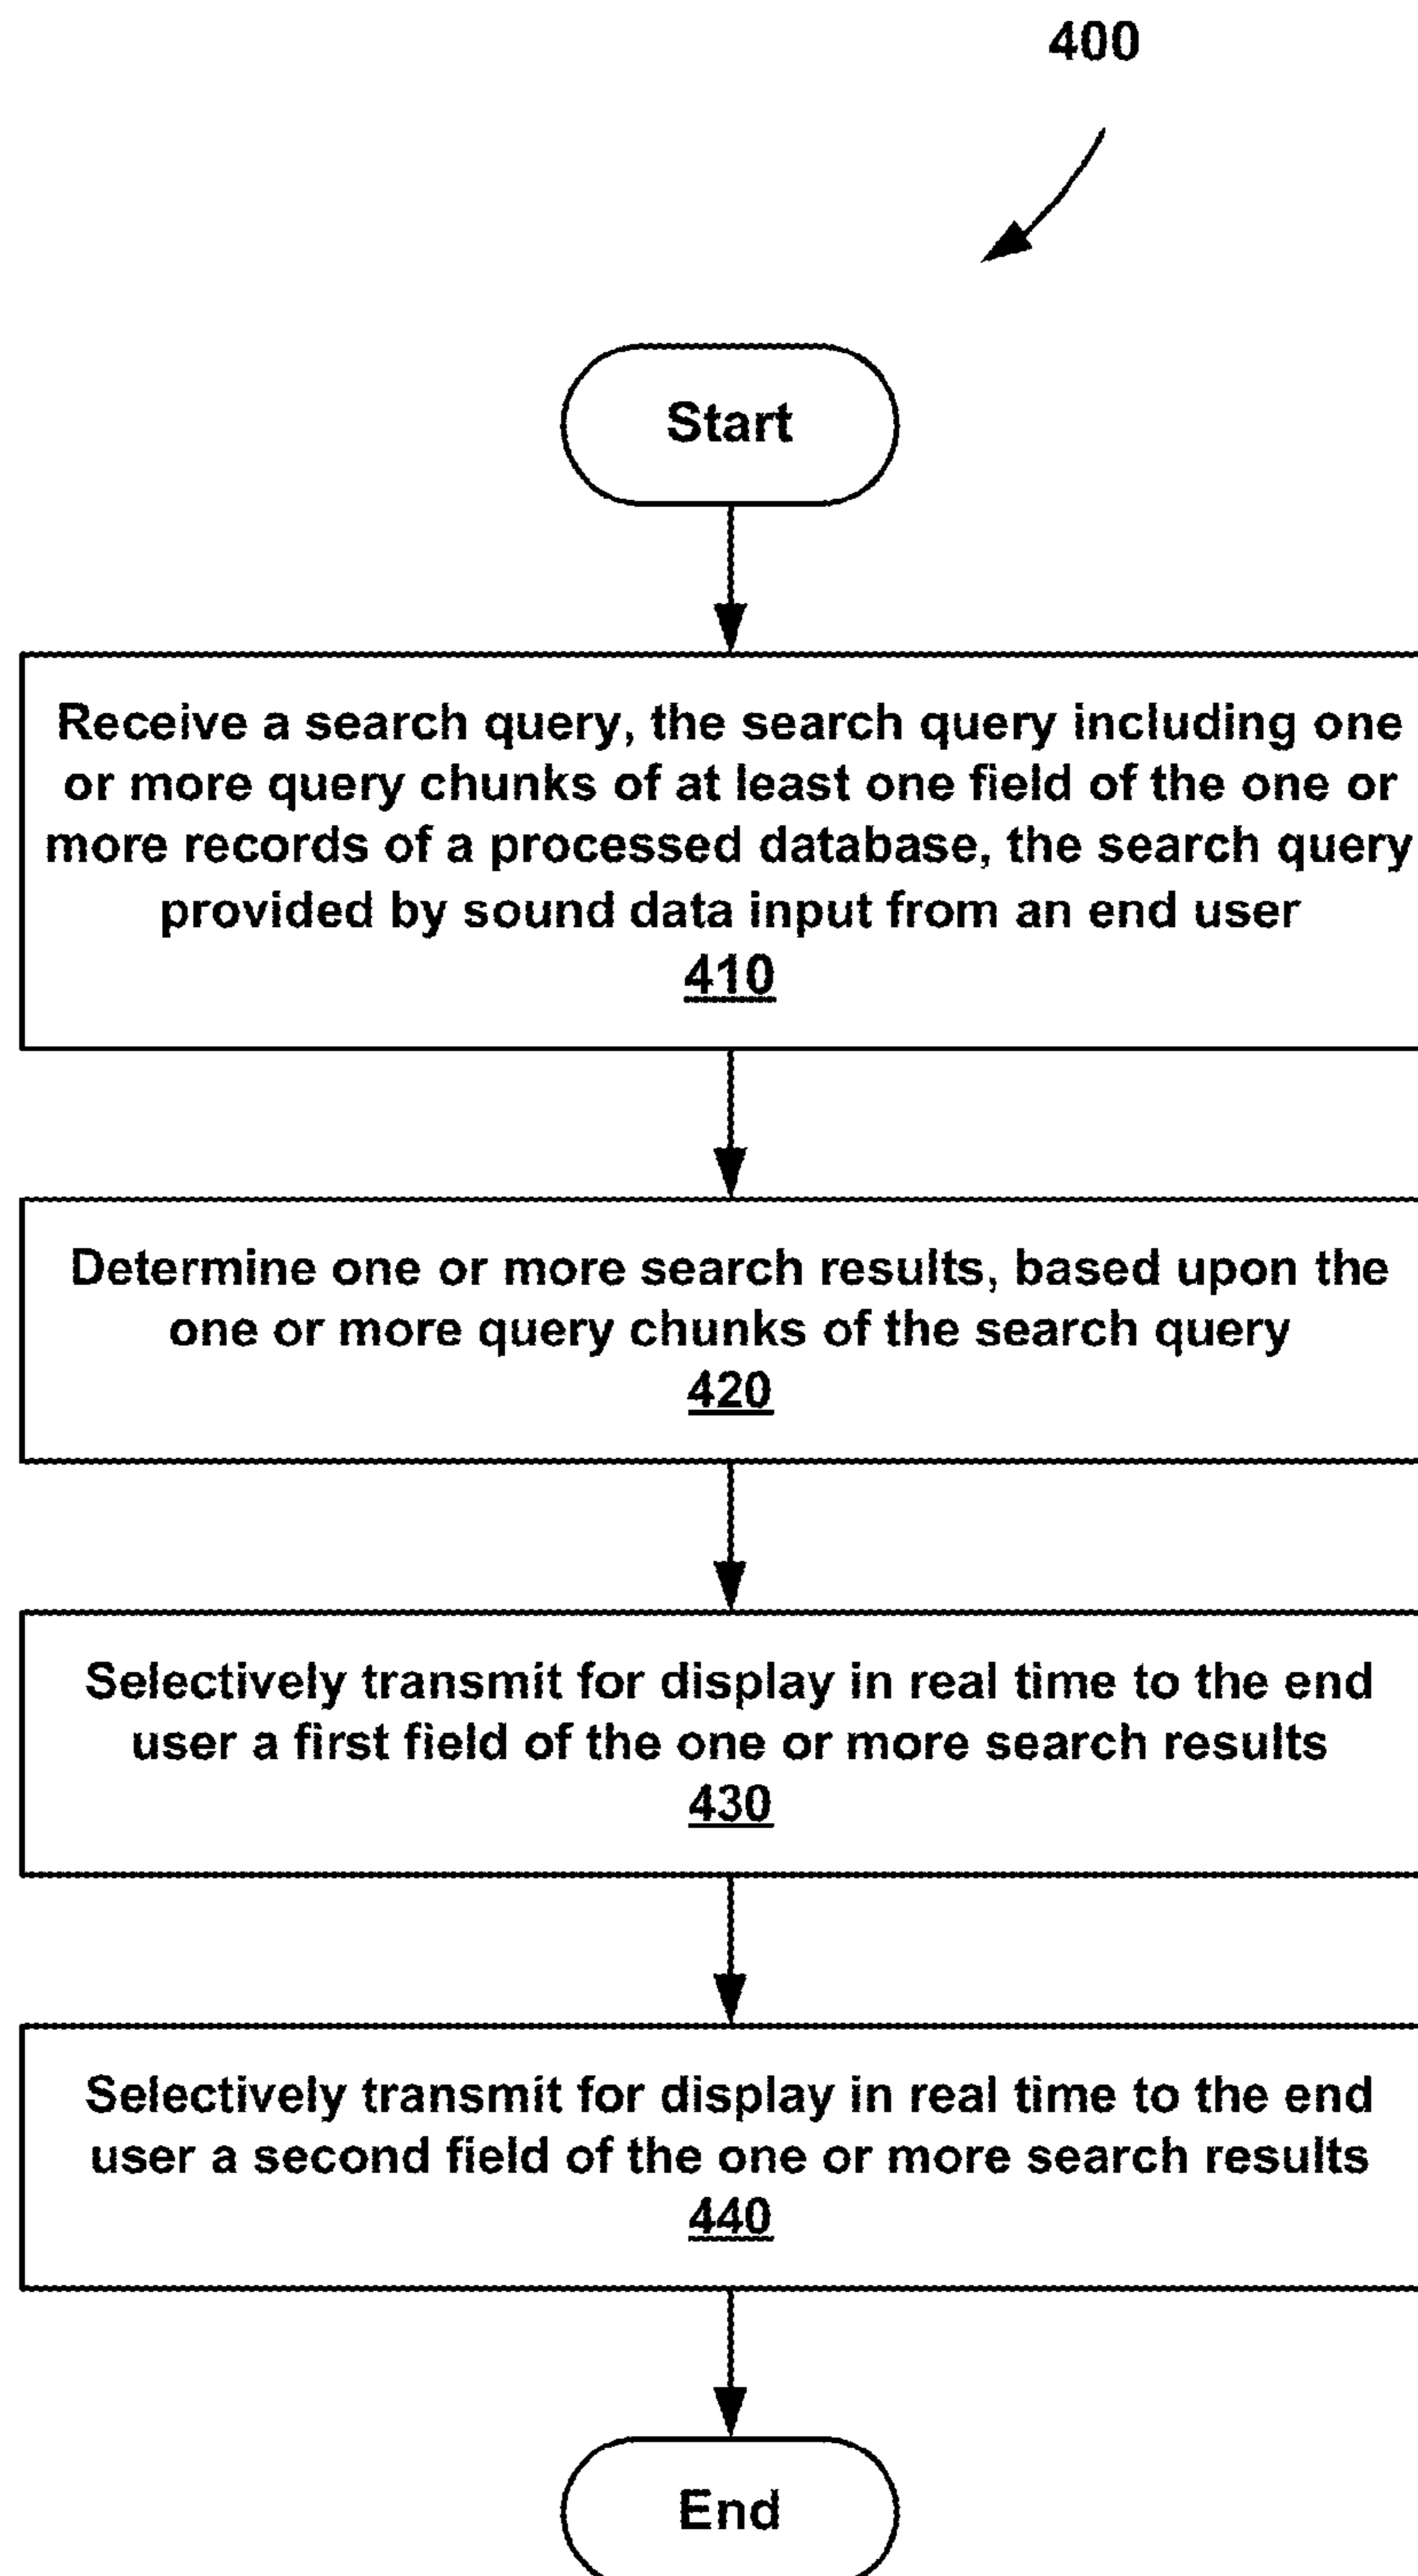 400
Start
Receive a search query, the search query including one
or more query chunks of at least one field of the one or
more records of a processed database, the search query
provided by sound data input from an end user
410
Determine one or more search results, based upon the
one or more query chunks of the search query
420
Selectively transmit for display in real time to the end
user a first field of the one or more search results
430
Selectively transmit for display in real time to the end
user a second field of the one or more search results
440
End